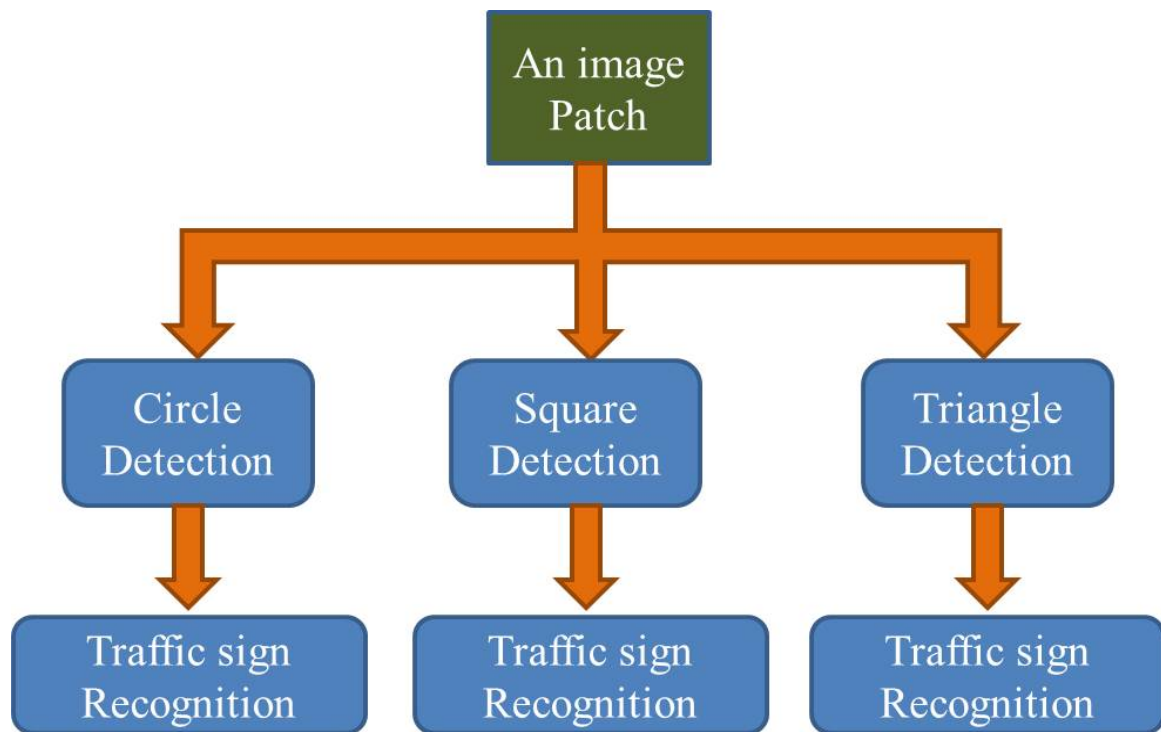 An image
Patch
Circle
Detection
Square
Detection
Triangle
Detection
Traffic sign
Recognition
Traffic sign
Recognition
Traffic sign
Recognition